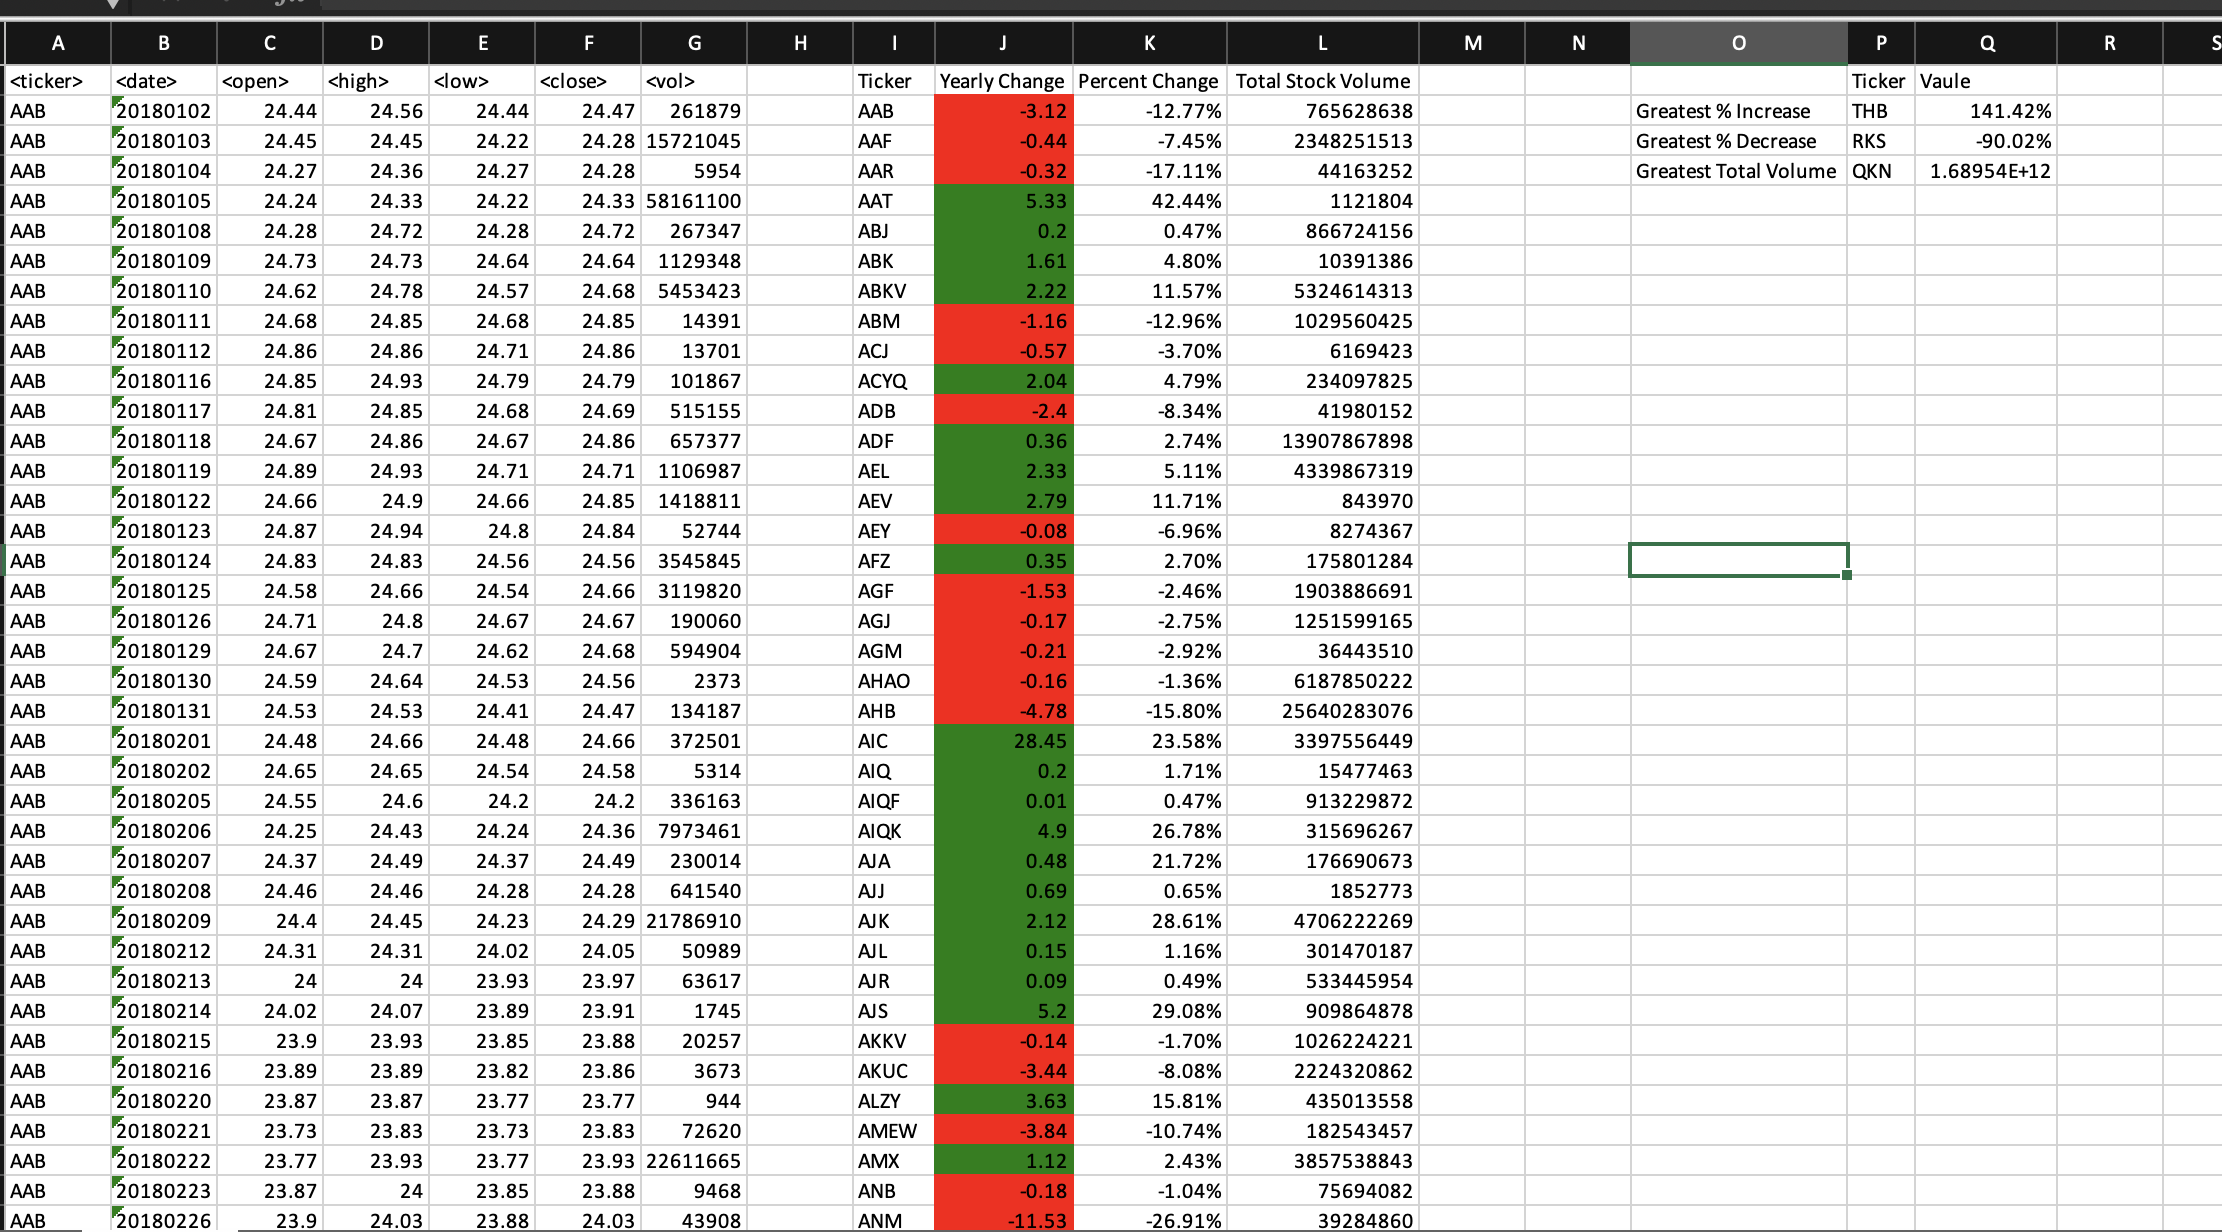 A B C D E F G H I J K L M N O P Q R S
<ticker> <date> <open> <high> <low> <close> <vol> Ticker Yearly Change Percent Change Total Stock Volume Ticker Vaule
AAB 20180102 24.44 24.56 24.44 24.47 261879 AAB -3.12 -12.77% 765628638 Greatest % Increase THB 141.42%
AAB 20180103 24.45 24.45 24.22 24.28 15721045 AAF -0.44 -7.45% 2348251513 Greatest % Decrease RKS -90.02%
AAB 20180104 24.27 24.36 24.27 24.28 5954 AAR -0.32 -17.11% 44163252 Greatest Total Volume QKN 1.68954E+12
AAB 20180105 24.24 24.33 24.22 24.33 58161100 AAT 5.33 42.44% 1121804
AAB 20180108 24.28 24.72 24.28 24.72 267347 ABJ 0.2 0.47% 866724156
AAB 20180109 24.73 24.73 24.64 24.64 1129348 ABK 1.61 4.80% 10391386
AAB 20180110 24.62 24.78 24.57 24.68 5453423 ABKV 2.22 11.57% 5324614313
AAB 20180111 24.68 24.85 24.68 24.85 14391 ABM -1.16 -12.96% 1029560425
AAB 20180112 24.86 24.86 24.71 24.86 13701 ACJ -0.57 -3.70% 6169423
AAB 20180116 24.85 24.93 24.79 24.79 101867 ACYQ 2.04 4.79% 234097825
AAB 20180117 24.81 24.85 24.68 24.69 515155 ADB -2.4 -8.34% 41980152
AAB 20180118 24.67 24.86 24.67 24.86 657377 ADF 0.36 2.74% 13907867898
AAB 20180119 24.89 24.93 24.71 24.71 1106987 AEL 2.33 5.11% 4339867319
AAB 20180122 24.66 24.9 24.66 24.85 1418811 AEV 2.79 11.71% 843970
AAB 20180123 24.87 24.94 24.8 24.84 52744 AEY -0.08 -6.96% 8274367
AAB 20180124 24.83 24.83 24.56 24.56 3545845 AFZ 0.35 2.70% 175801284
AAB 20180125 24.58 24.66 24.54 24.66 3119820 AGF -1.53 -2.46% 1903886691
AAB 20180126 24.71 24.8 24.67 24.67 190060 AGJ -0.17 -2.75% 1251599165
AAB 20180129 24.67 24.7 24.62 24.68 594904 AGM -0.21 -2.92% 36443510
AAB 20180130 24.59 24.64 24.53 24.56 2373 AHAO -0.16 -1.36% 6187850222
AAB 20180131 24.53 24.53 24.41 24.47 134187 AHB -4.78 -15.80% 25640283076
AAB 20180201 24.48 24.66 24.48 24.66 372501 AIC 28.45 23.58% 3397556449
AAB 20180202 24.65 24.65 24.54 24.58 5314 AIQ 0.2 1.71% 15477463
AAB 20180205 24.55 24.6 24.2 24.2 336163 AIQF 0.01 0.47% 913229872
AAB 20180206 24.25 24.43 24.24 24.36 7973461 AIQK 4.9 26.78% 315696267
AAB 20180207 24.37 24.49 24.37 24.49 230014 AJA 0.48 21.72% 176690673
AAB 20180208 24.46 24.46 24.28 24.28 641540 AJJ 0.69 0.65% 1852773
AAB 20180209 24.4 24.45 24.23 24.29 21786910 AJK 2.12 28.61% 4706222269
AAB 20180212 24.31 24.31 24.02 24.05 50989 AJL 0.15 1.16% 301470187
AAB 20180213 24 24 23.93 23.97 63617 AJR 0.09 0.49% 533445954
AAB 20180214 24.02 24.07 23.89 23.91 1745 AJS 5.2 29.08% 909864878
AAB 20180215 23.9 23.93 23.85 23.88 20257 AKKV -0.14 -1.70% 1026224221
AAB 20180216 23.89 23.89 23.82 23.86 3673 AKUC -3.44 -8.08% 2224320862
AAB 20180220 23.87 23.87 23.77 23.77 944 ALZY 3.63 15.81% 435013558
AAB 20180221 23.73 23.83 23.73 23.83 72620 AMEW -3.84 -10.74% 182543457
AAB 20180222 23.77 23.93 23.77 23.93 22611665 AMX 1.12 2.43% 3857538843
AAB 20180223 23.87 24 23.85 23.88 9468 ANB -0.18 -1.04% 75694082
AAB 20180226 23.9 24.03 23.88 24.03 43908 ANM -11.53 -26.91% 39284860